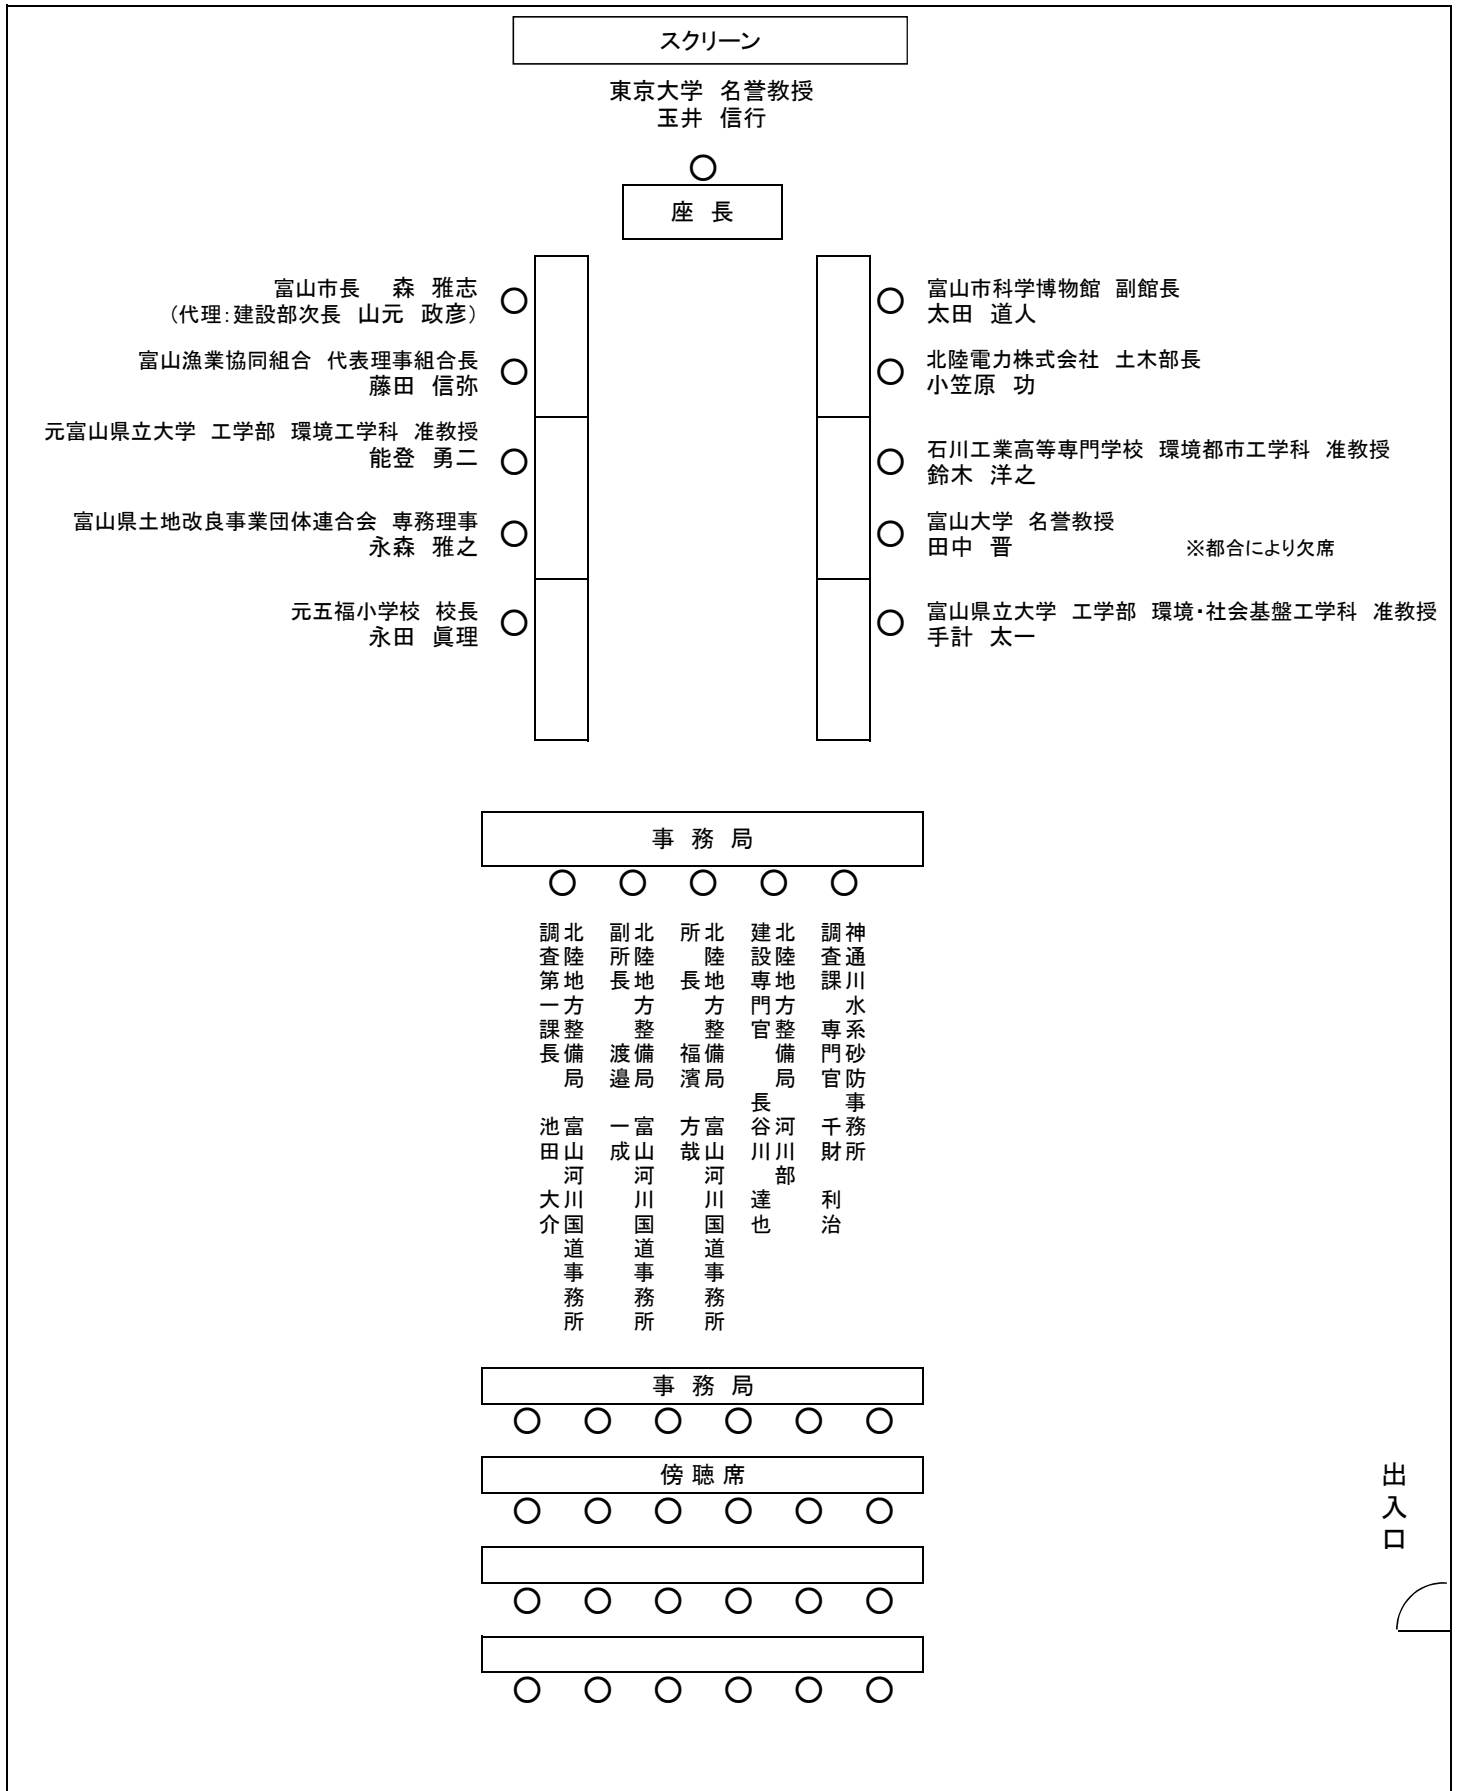 スクリーン
東京大学 名誉教授
玉井 信行
座 長
富山市長 森 雅志
（代理：建設部次長 山元 政彦）
富山漁業協同組合 代表理事組合長
藤田 信弥
元富山県立大学 工学部 環境工学科 准教授
能登 勇二
富山県土地改良事業団体連合会 専務理事
永森 雅之
元五福小学校 校長
永田 眞理
富山市科学博物館 副館長
太田 道人
北陸電力株式会社 土木部長
小笠原 功
石川工業高等専門学校 環境都市工学科 准教授
鈴木 洋之
富山大学 名誉教授
田中 晋 ※都合により欠席
富山県立大学 工学部 環境・社会基盤工学科 准教授
手計 太一
事 務 局
神通川水系砂防事務所
調査課 専門官 千財 利治
北陸地方整備局 河川部
建設専門官 長谷川 達也
北陸地方整備局 富山河川国道事務所
所 長 福濱 方哉
北陸地方整備局 富山河川国道事務所
副所長 渡邉 一成
北陸地方整備局 富山河川国道事務所
調査第一課長 池田 大介
事 務 局
傍 聴 席
出入口